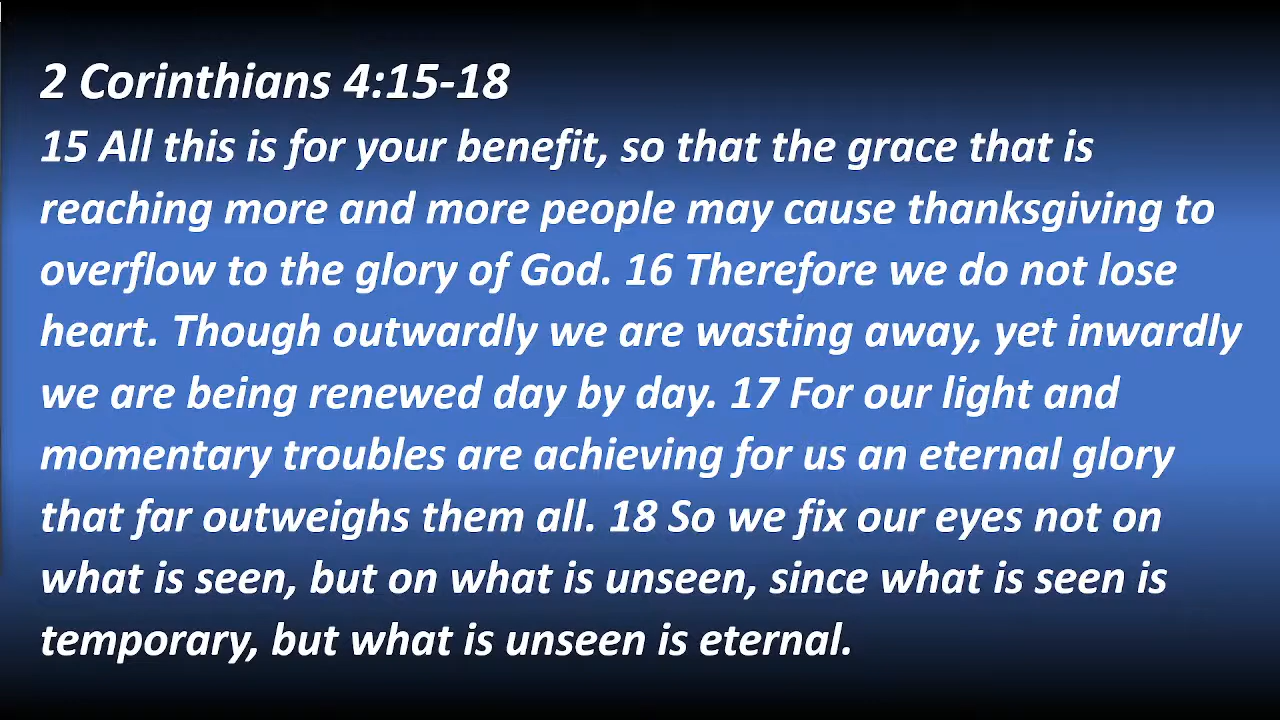 2 Corinthians 4:15-18
15 All this is for your benefit, so that the grace that is
reaching more and more people may cause thanksgiving to
overflow to the glory of God. 16 Therefore we do not lose
heart. Though outwardly we are wasting away, yet inwardly
we are being renewed day by day. 17 For our light and
momentary troubles are achieving for us an eternal glory
that far outweighs them all. 18 So we fix our eyes not on
what is seen, but on what is unseen, since what is seen is
temporary, but what is unseen is eternal.